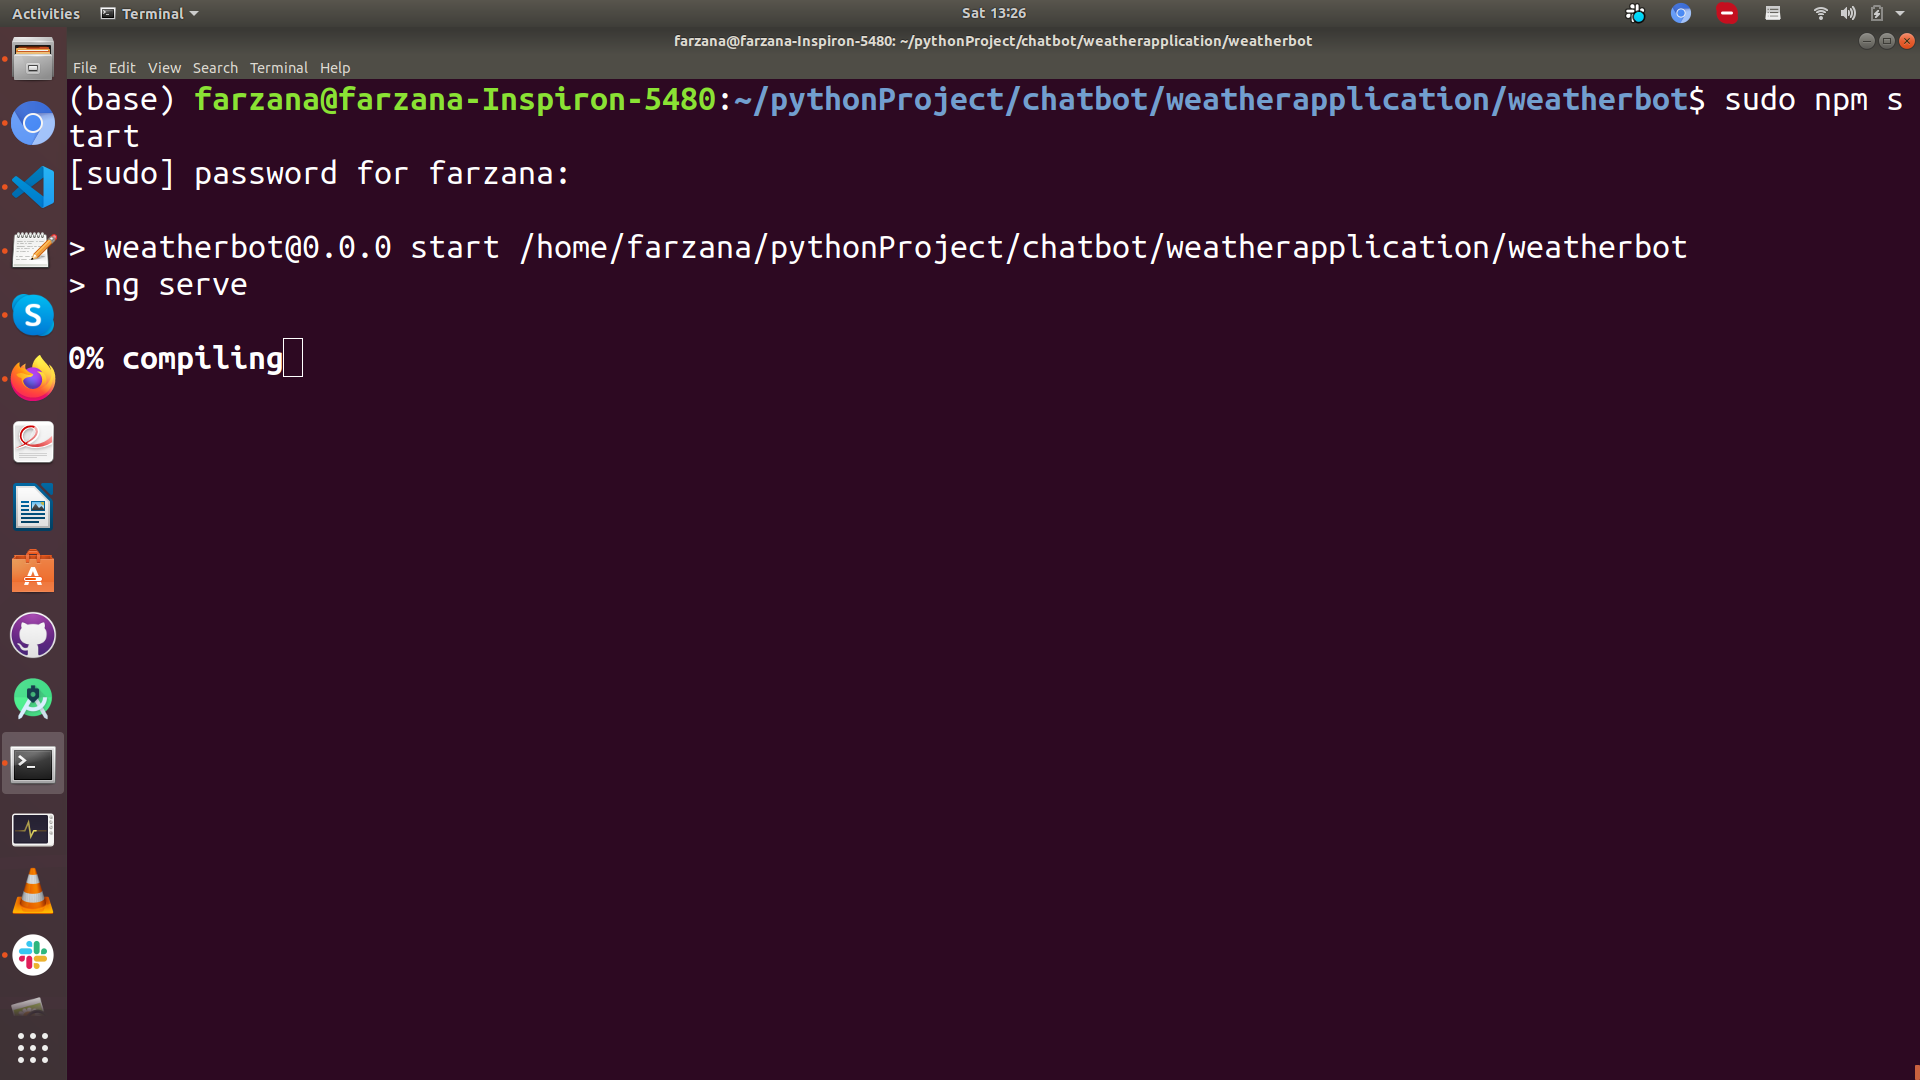 Activities Terminal Sat 13:26
farzana@farzana-Inspiron-5480: ~/pythonProject/chatbot/weatherapplication/weatherbot
File Edit View Search Terminal Help
(base) farzana@farzana-Inspiron-5480:~/pythonProject/chatbot/weatherapplication/weatherbot$ sudo npm s
tart
[sudo] password for farzana:
> weatherbot@0.0.0 start /home/farzana/pythonProject/chatbot/weatherapplication/weatherbot
> ng serve
0% compiling